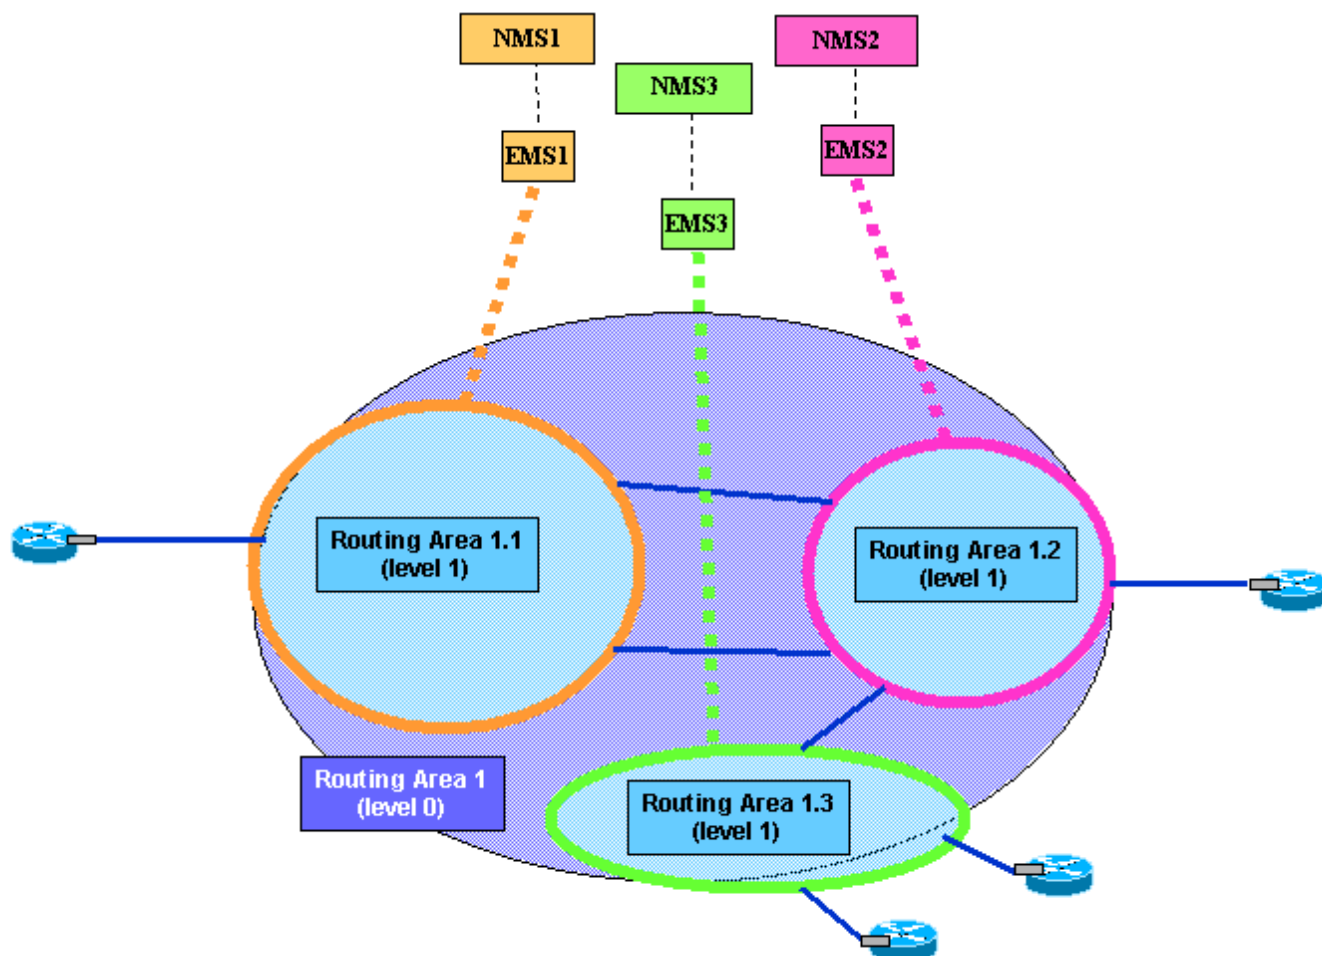 NMS1
NMS2
NMS3
EMS1
EMS2
EMS3
Routing Area 1.1
(level 1)
Routing Area 1.2
(level 1)
Routing Area 1
(level 0)
Routing Area 1.3
(level 1)